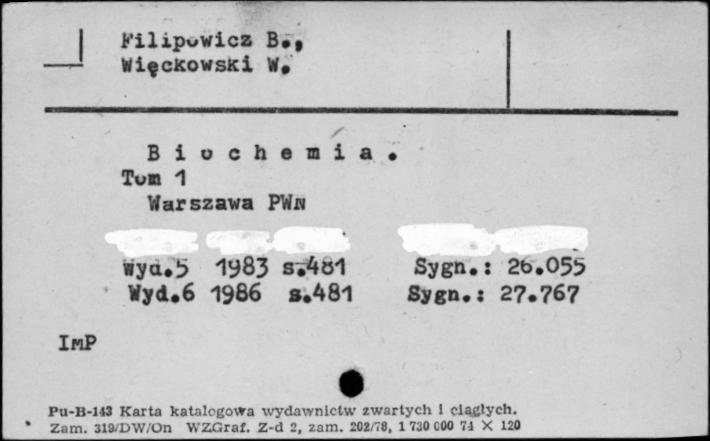 Filipowicz B.,
Więckowski W.
B i o c h e m i a .
Tom 1
Warszawa PWN
Wyd.5 1983 s.481 Sygn.: 26.055
Wyd.6 1986 s.481 Sygn.: 27.767
ImP
Pu-B-143 Karta katalogowa wydawnictw zwartych i ciągłych.
Zam. 319/DW/On WZGraf. Z-d 2, zam. 202/78, 1 730 000 74 × 120